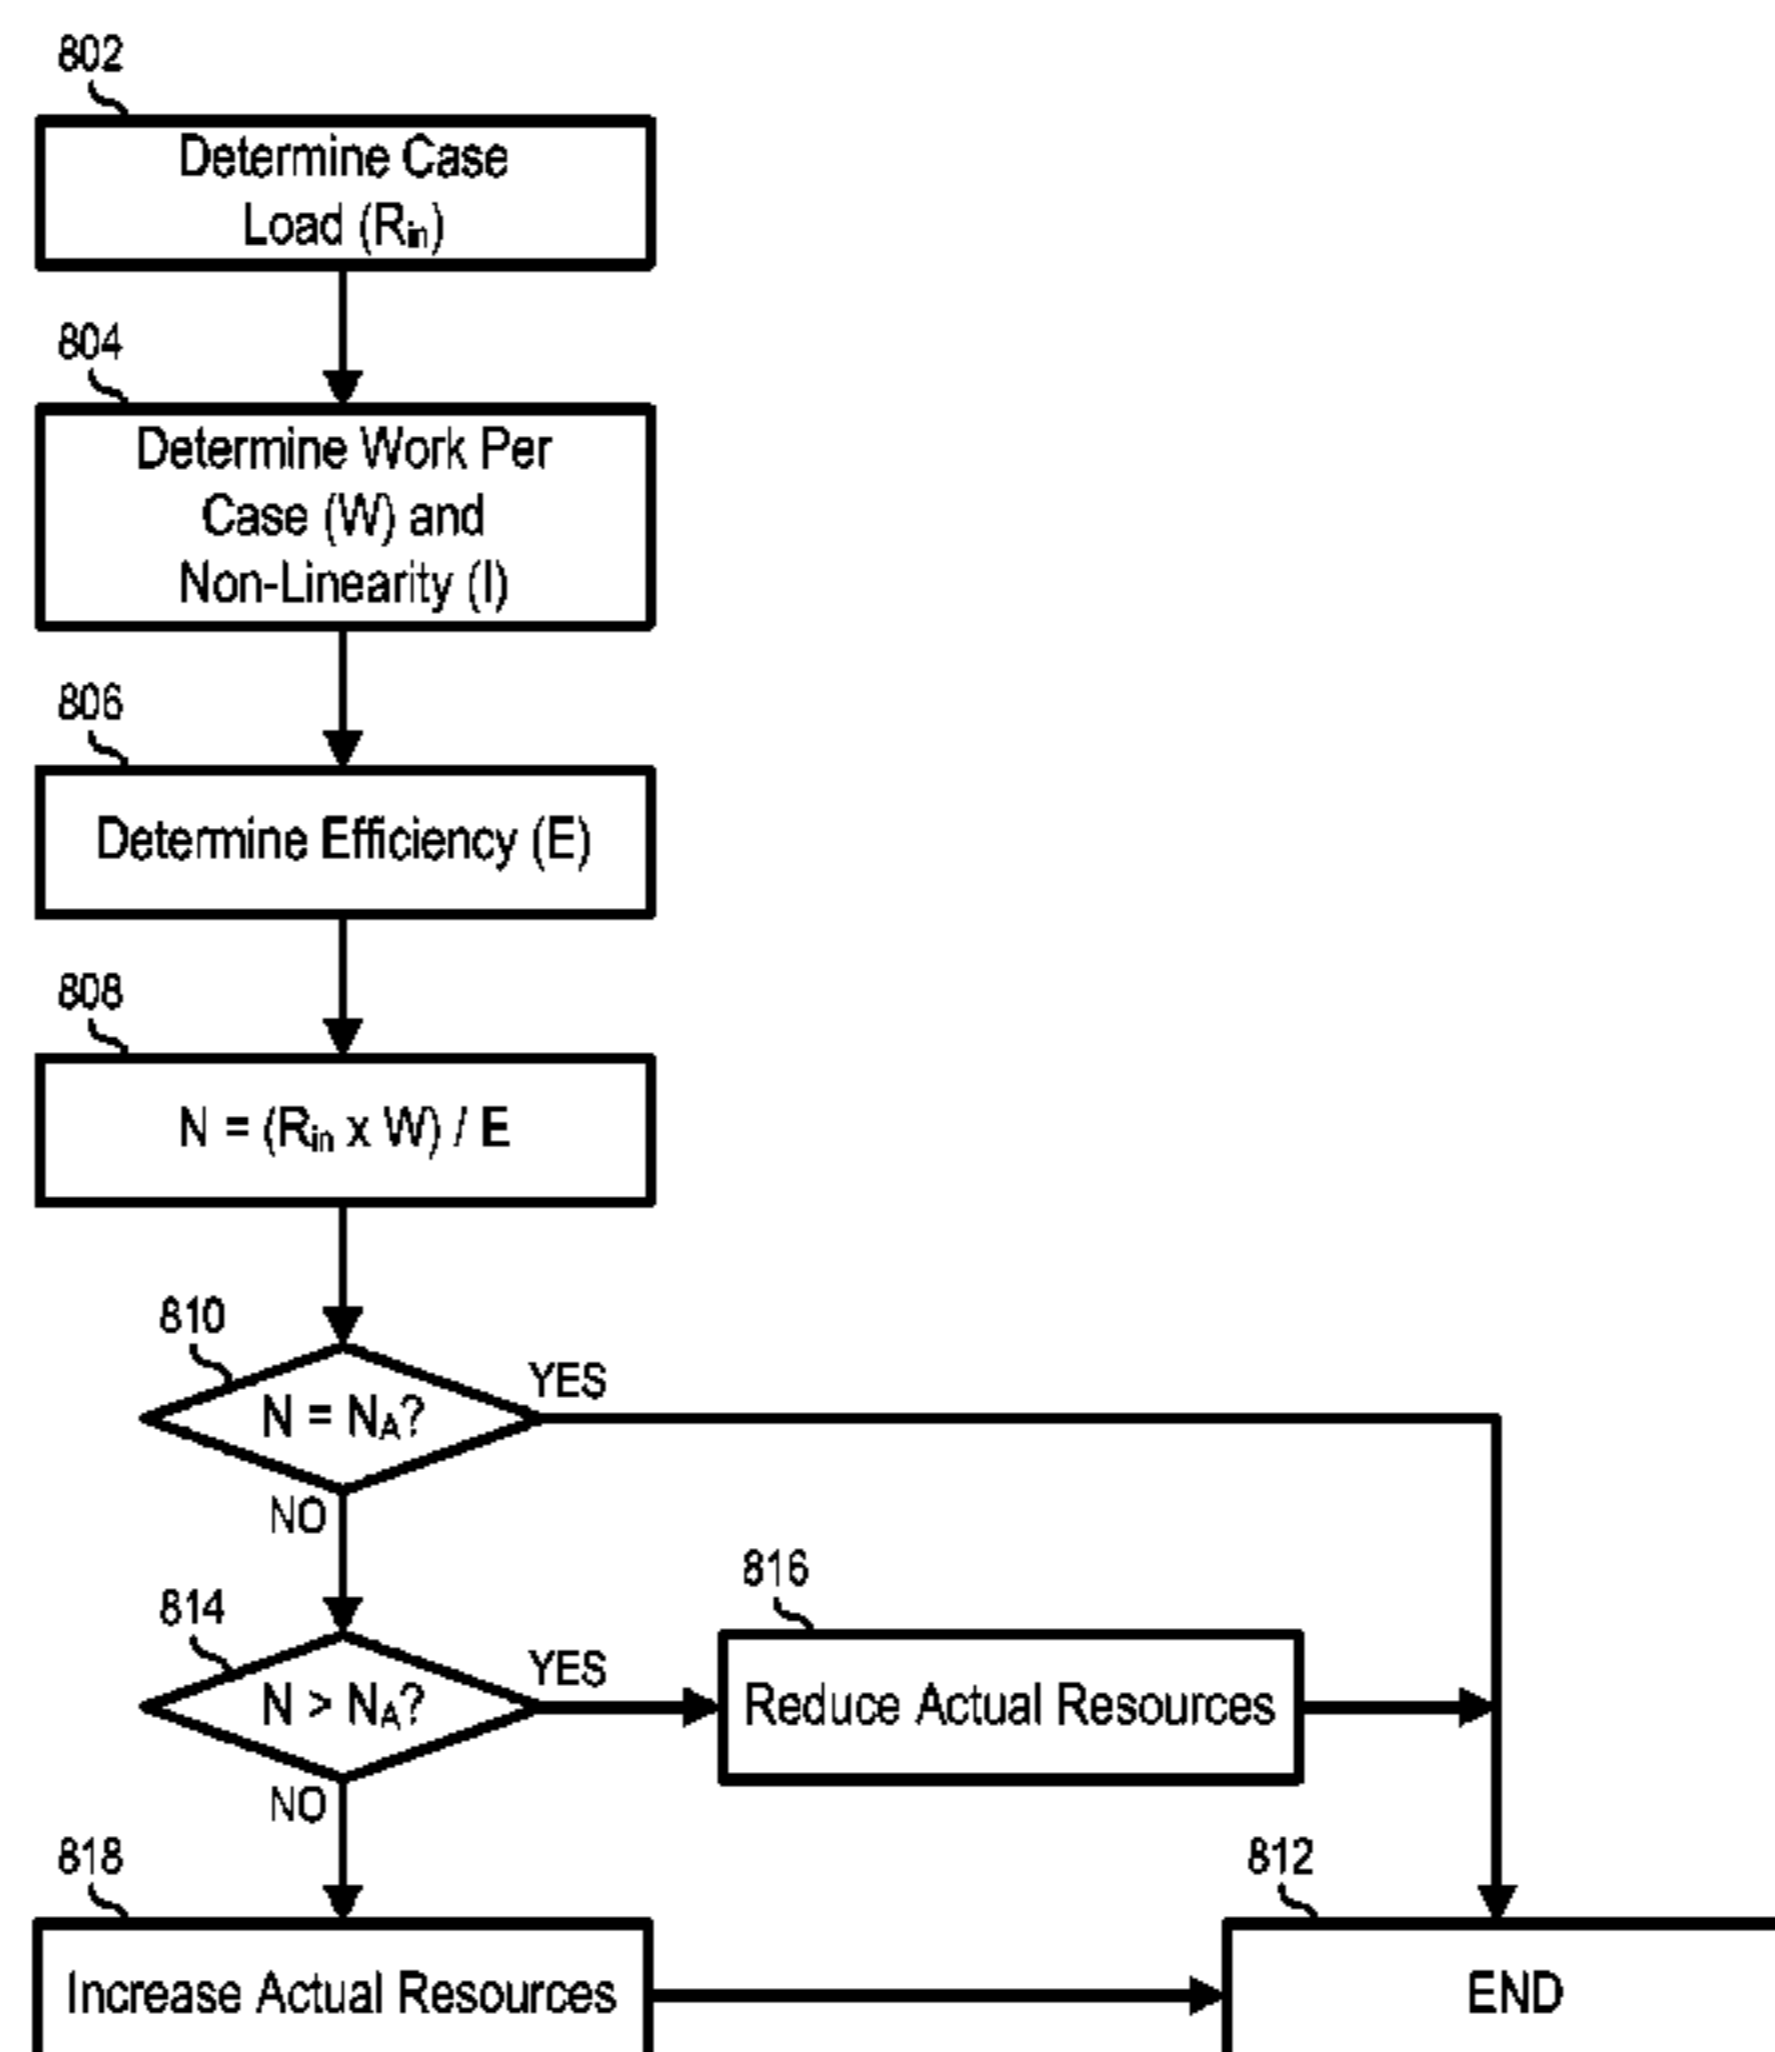 802
Determine Case
Load (Rin)
804
Determine Work Per
Case (W) and
Non-Linearity (I)
806
Determine Efficiency (E)
808
N = (Rin x W) / E
810
N = NA?
YES
NO
814
N > NA?
YES
816
Reduce Actual Resources
NO
818
Increase Actual Resources
812
END